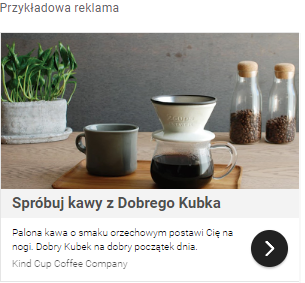 Przykładowa reklama
Spróbuj kawy z Dobrego Kubka
Palona kawa o smaku orzechowym postawi Cię na
nogi. Dobry Kubek na dobry początek dnia.
Kind Cup Coffee Company